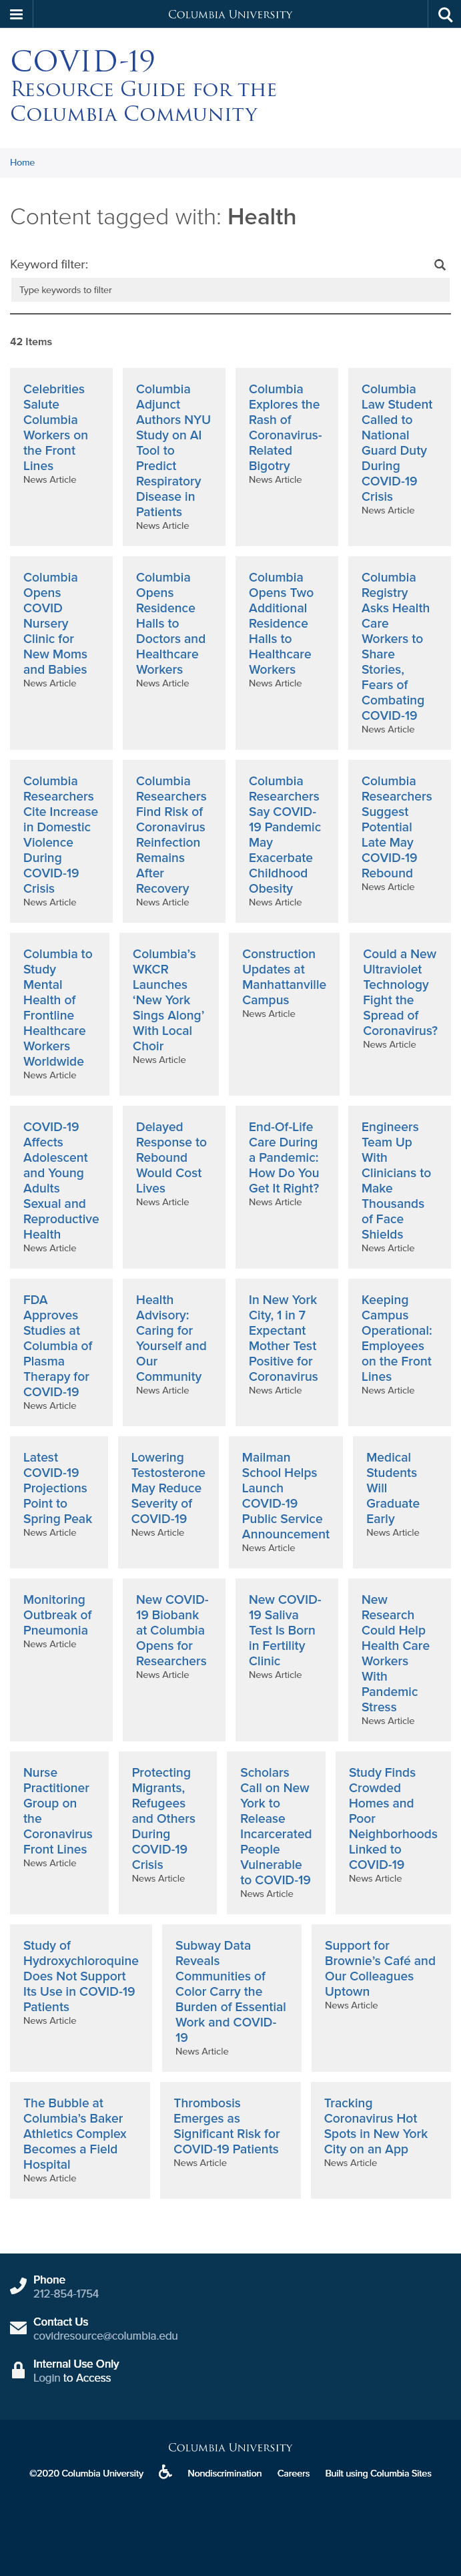 Columbia University
COVID-19
Resource Guide for the
Columbia Community
Home
Content tagged with: Health
Keyword filter:
Type keywords to filter
42 Items
Celebrities
Salute
Columbia
Workers on
the Front
Lines
News Article
Columbia
Adjunct
Authors NYU
Study on AI
Tool to
Predict
Respiratory
Disease in
Patients
News Article
Columbia
Explores the
Rash of
Coronavirus-
Related
Bigotry
News Article
Columbia
Law Student
Called to
National
Guard Duty
During
COVID-19
Crisis
News Article
Columbia
Opens
COVID
Nursery
Clinic for
New Moms
and Babies
News Article
Columbia
Opens
Residence
Halls to
Doctors and
Healthcare
Workers
News Article
Columbia
Opens Two
Additional
Residence
Halls to
Healthcare
Workers
News Article
Columbia
Registry
Asks Health
Care
Workers to
Share
Stories,
Fears of
Combating
COVID-19
News Article
Columbia
Researchers
Cite Increase
in Domestic
Violence
During
COVID-19
Crisis
News Article
Columbia
Researchers
Find Risk of
Coronavirus
Reinfection
Remains
After
Recovery
News Article
Columbia
Researchers
Say COVID-
19 Pandemic
May
Exacerbate
Childhood
Obesity
News Article
Columbia
Researchers
Suggest
Potential
Late May
COVID-19
Rebound
News Article
Columbia to
Study
Mental
Health of
Frontline
Healthcare
Workers
Worldwide
News Article
Columbia’s
WKCR
Launches
‘New York
Sings Along’
With Local
Choir
News Article
Construction
Updates at
Manhattanville
Campus
News Article
Could a New
Ultraviolet
Technology
Fight the
Spread of
Coronavirus?
News Article
COVID-19
Affects
Adolescent
and Young
Adults
Sexual and
Reproductive
Health
News Article
Delayed
Response to
Rebound
Would Cost
Lives
News Article
End-Of-Life
Care During
a Pandemic:
How Do You
Get It Right?
News Article
Engineers
Team Up
With
Clinicians to
Make
Thousands
of Face
Shields
News Article
FDA
Approves
Studies at
Columbia of
Plasma
Therapy for
COVID-19
News Article
Health
Advisory:
Caring for
Yourself and
Our
Community
News Article
In New York
City, 1 in 7
Expectant
Mother Test
Positive for
Coronavirus
News Article
Keeping
Campus
Operational:
Employees
on the Front
Lines
News Article
Latest
COVID-19
Projections
Point to
Spring Peak
News Article
Lowering
Testosterone
May Reduce
Severity of
COVID-19
News Article
Mailman
School Helps
Launch
COVID-19
Public Service
Announcement
News Article
Medical
Students
Will
Graduate
Early
News Article
Monitoring
Outbreak of
Pneumonia
News Article
New COVID-
19 Biobank
at Columbia
Opens for
Researchers
News Article
New COVID-
19 Saliva
Test Is Born
in Fertility
Clinic
News Article
New
Research
Could Help
Health Care
Workers
With
Pandemic
Stress
News Article
Nurse
Practitioner
Group on
the
Coronavirus
Front Lines
News Article
Protecting
Migrants,
Refugees
and Others
During
COVID-19
Crisis
News Article
Scholars
Call on New
York to
Release
Incarcerated
People
Vulnerable
to COVID-19
News Article
Study Finds
Crowded
Homes and
Poor
Neighborhoods
Linked to
COVID-19
News Article
Study of
Hydroxychloroquine
Does Not Support
Its Use in COVID-19
Patients
News Article
Subway Data
Reveals
Communities of
Color Carry the
Burden of Essential
Work and COVID-
19
News Article
Support for
Brownie’s Café and
Our Colleagues
Uptown
News Article
The Bubble at
Columbia’s Baker
Athletics Complex
Becomes a Field
Hospital
News Article
Thrombosis
Emerges as
Significant Risk for
COVID-19 Patients
News Article
Tracking
Coronavirus Hot
Spots in New York
City on an App
News Article
Phone
212-854-1754
Contact Us
covidresource@columbia.edu
Internal Use Only
Login to Access
Columbia University
©2020 Columbia University Nondiscrimination Careers Built using Columbia Sites